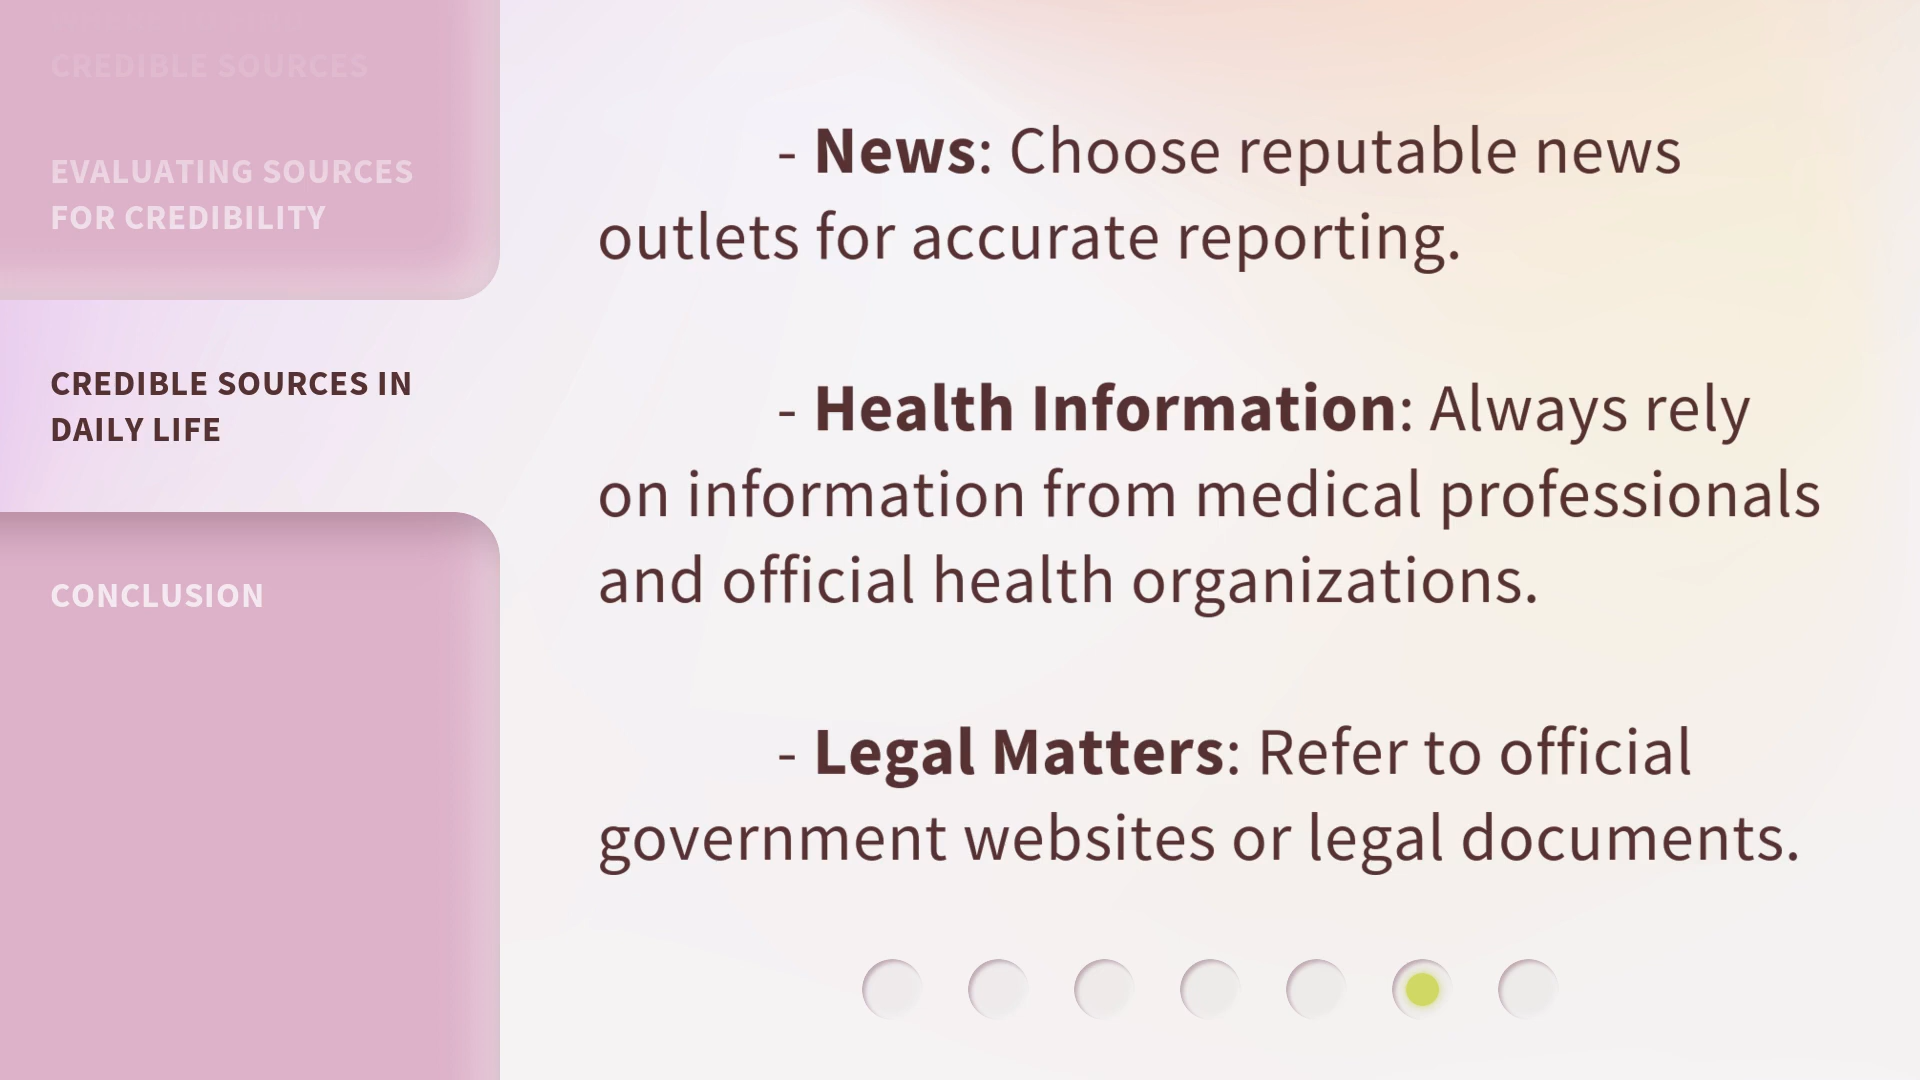 CREDIBLE SOURCES
EVALUATING SOURCES
FOR CREDIBILITY
CREDIBLE SOURCES IN
DAILY LIFE
CONCLUSION
- News: Choose reputable news
outlets for accurate reporting.
- Health Information: Always rely
on information from medical professionals
and official health organizations.
- Legal Matters: Refer to official
government websites or legal documents.